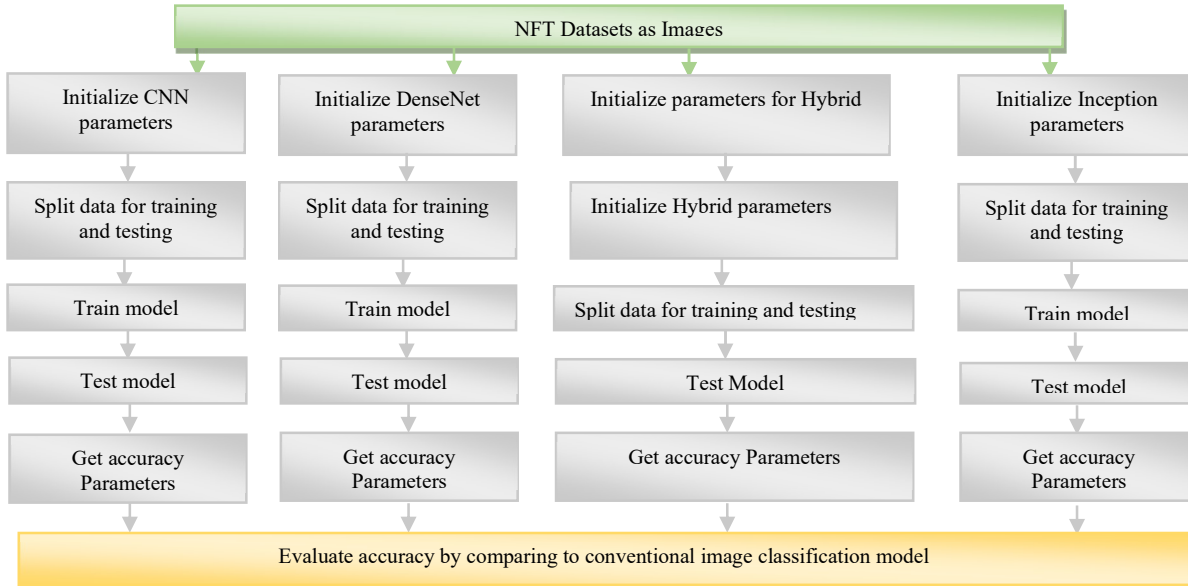 NFT Datasets as Images
Initialize CNN
parameters
Split data for training
and testing
Train model
Test model
Get accuracy
Parameters
Initialize DenseNet
parameters
Split data for training
and testing
Train model
Test model
Get accuracy
Parameters
Initialize parameters for Hybrid
Initialize Hybrid parameters
Split data for training and testing
Test Model
Get accuracy Parameters
Initialize Inception
parameters
Split data for training
and testing
Train model
Test model
Get accuracy
Parameters
Evaluate accuracy by comparing to conventional image classification model